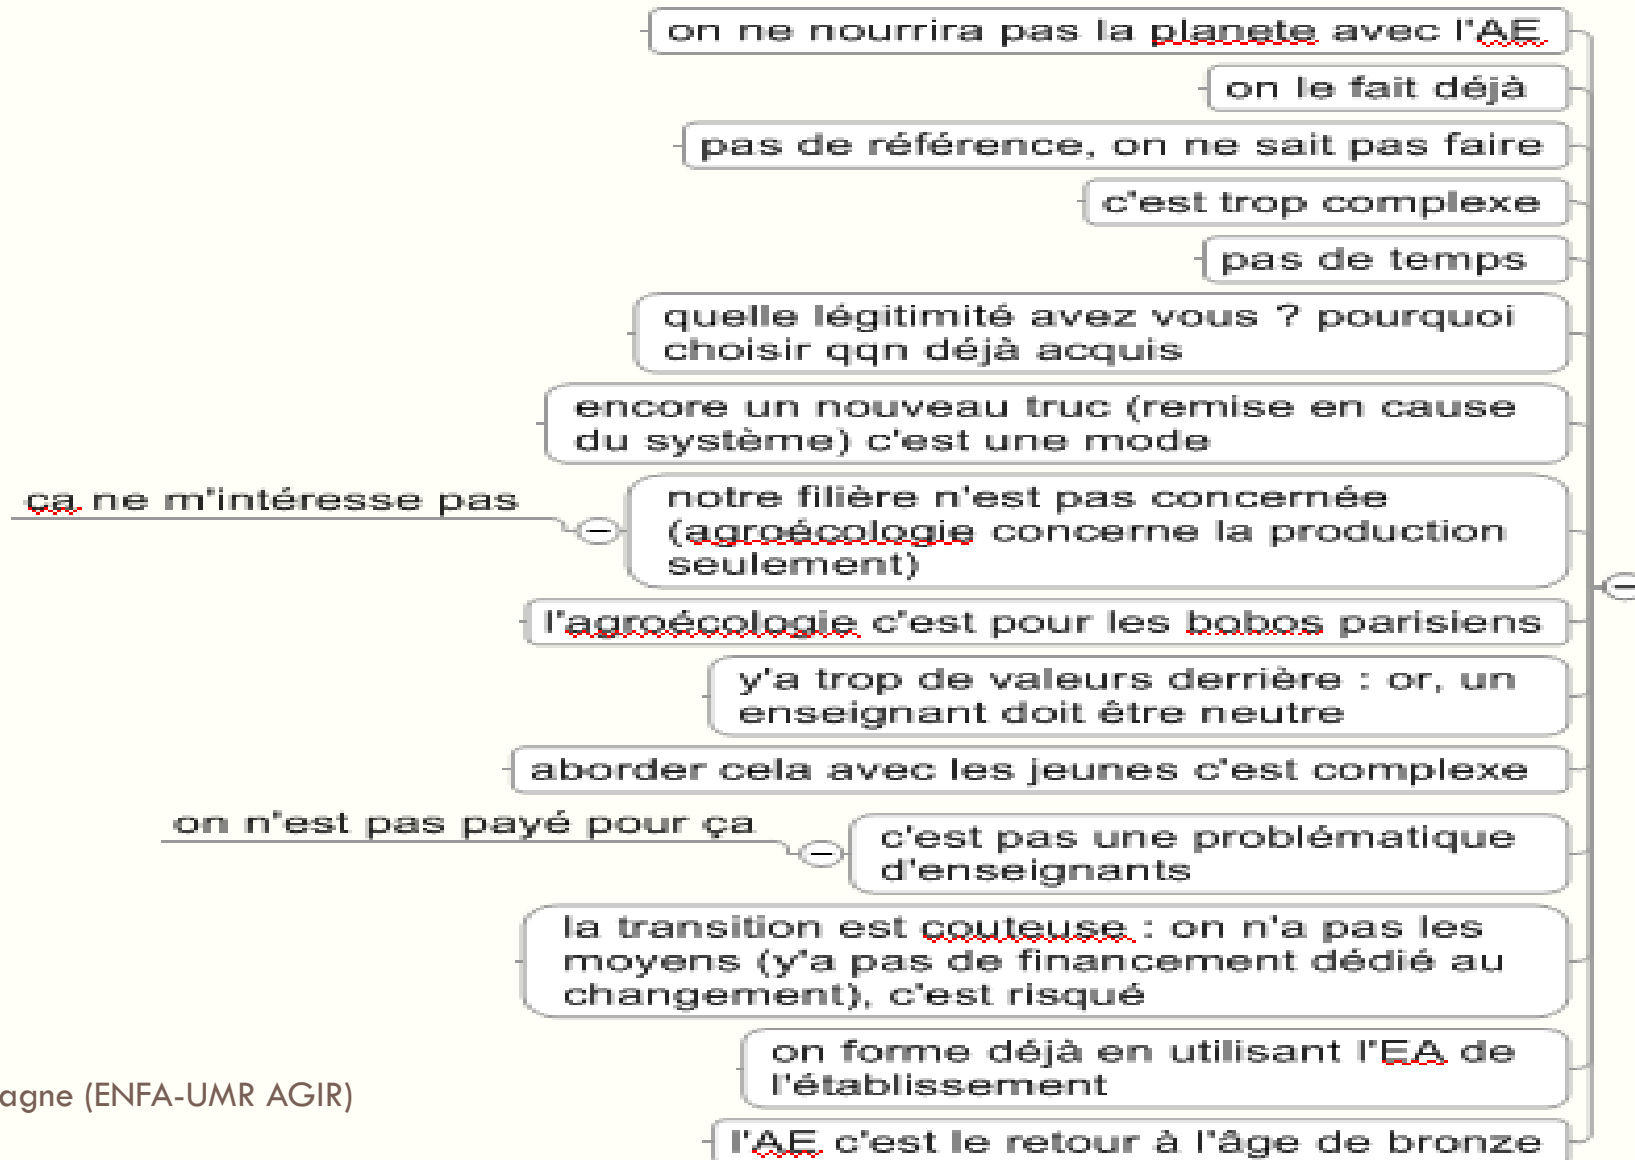 on ne nourrira pas la planete avec l'AE
on le fait déjà
pas de référence, on ne sait pas faire
c'est trop complexe
pas de temps
quelle légitimité avez vous ? pourquoi
choisir qqn déjà acquis
encore un nouveau truc (remise en cause
du système) c'est une mode
ça ne m'intéresse pas
notre filière n'est pas concernée
(agroécologie concerne la production
seulement)
l'agroécologie c'est pour les bobos parisiens
y'a trop de valeurs derrière : or, un
enseignant doit être neutre
aborder cela avec les jeunes c'est complexe
on n'est pas payé pour ça
c'est pas une problématique
d'enseignants
la transition est couteuse : on n'a pas les
moyens (y'a pas de financement dédié au
changement), c'est risqué
on forme déjà en utilisant l'EA de
l'établissement
agne (ENFA-UMR AGIR)
l'AE c'est le retour à l'âge de bronze